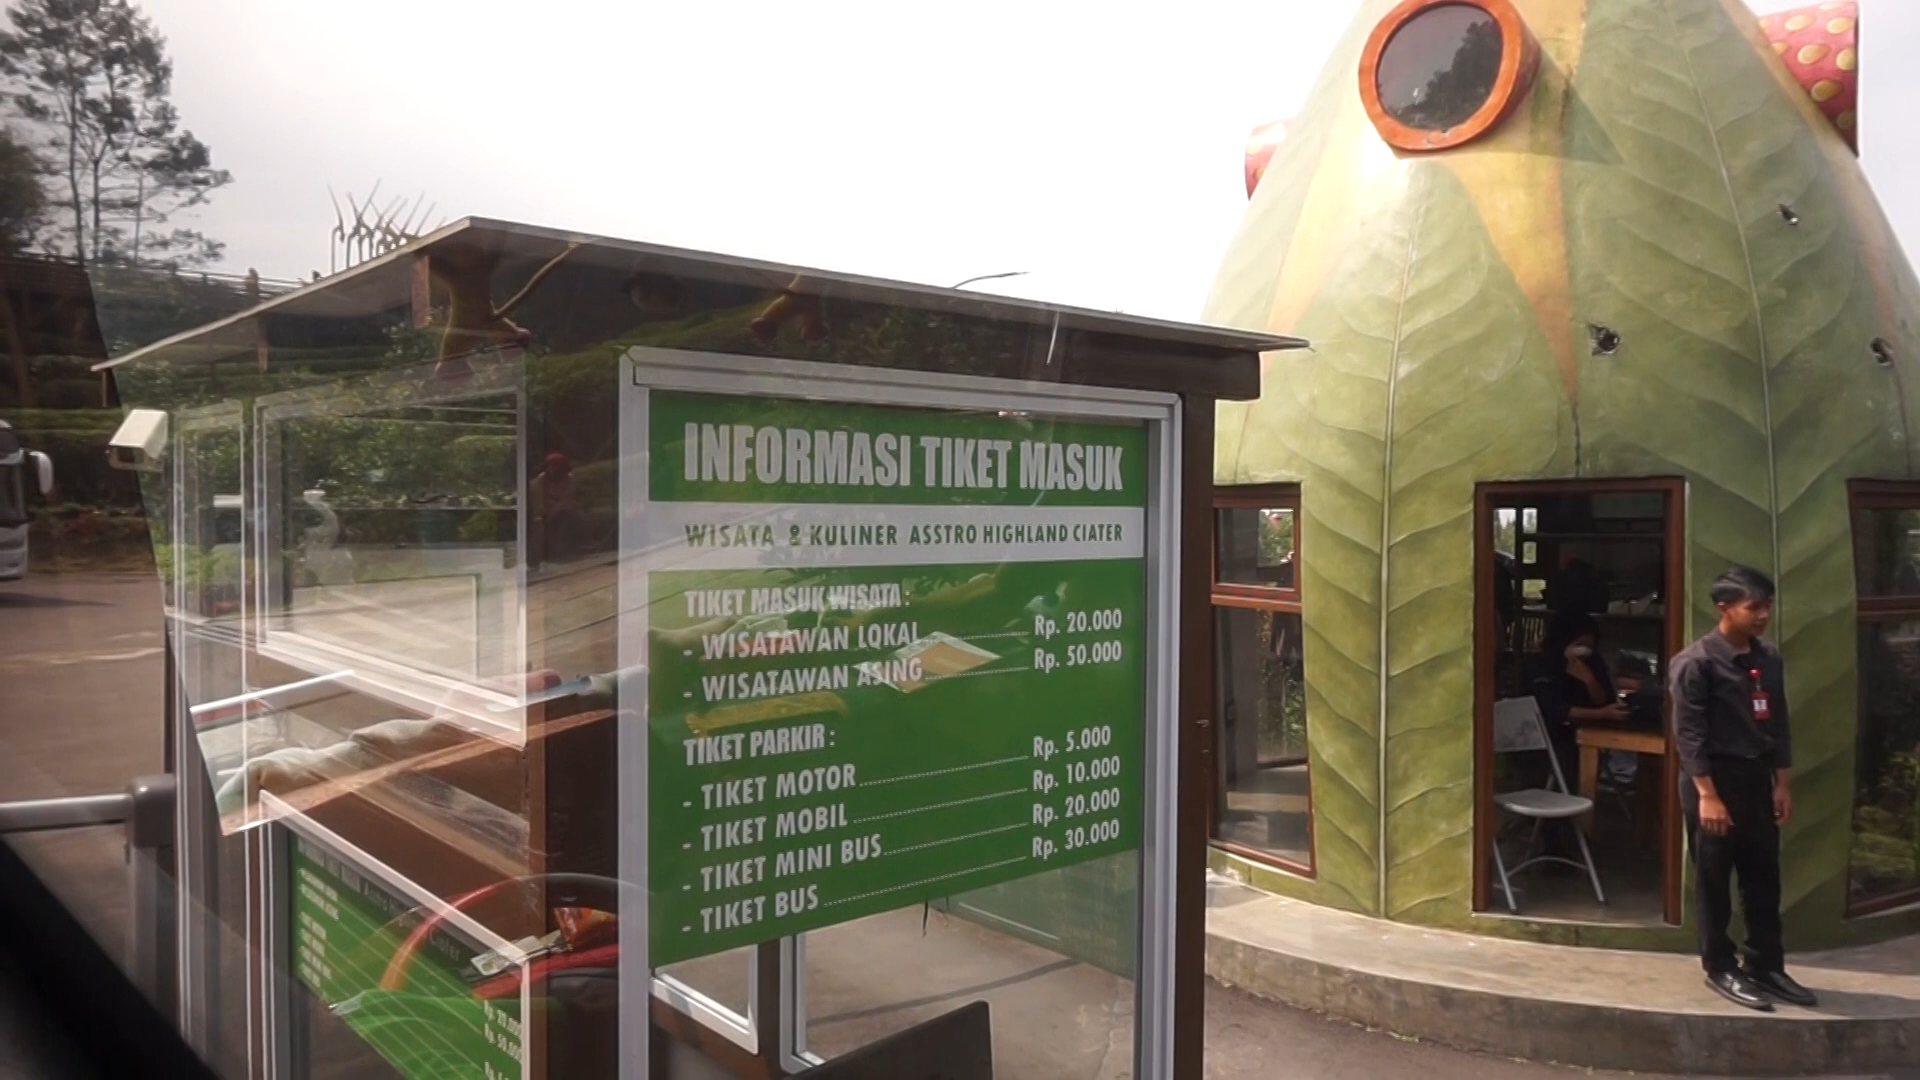 INFORMASI TIKET MASUK
WISATA & KULINER ASSTRO HIGHLAND CIATER
TIKET MASUK WISATA :
- WISATAWAN LOKAL ........ Rp. 20.000
- WISATAWAN ASING ........ Rp. 50.000
TIKET PARKIR :
- TIKET MOTOR ........ Rp. 5.000
- TIKET MOBIL ........ Rp. 10.000
- TIKET MINI BUS ........ Rp. 20.000
- TIKET BUS ........ Rp. 30.000